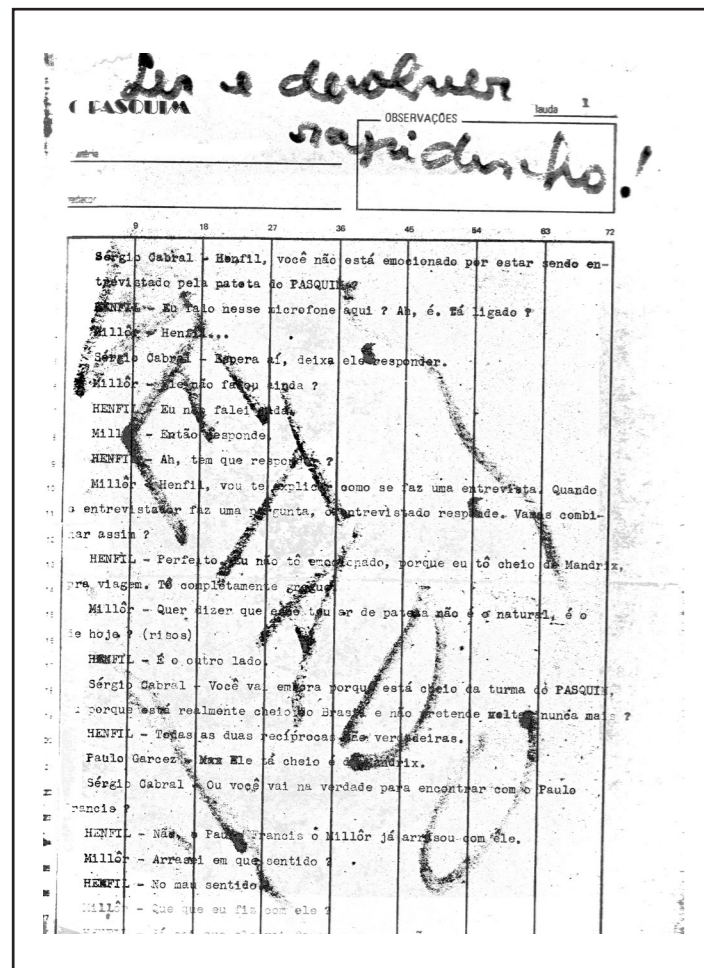 Ler e devolver
O PASQUIM
lauda 1
OBSERVAÇÕES
rapidinho!
matéria
redator
9 18 27 36 45 54 63 72
Sérgio Cabral - Henfil, você não está emocionado por estar sendo en-
trevistado pela patota do PASQUIM ?
HENFIL - Eu falo nesse microfone aqui ? Ah, é. Tá ligado ?
Millôr - Henfil...
Sérgio Cabral - Espera aí, deixa ele responder.
Millôr - Ele não falou ainda ?
HENFIL - Eu não falei nada.
Millôr - Então responde.
HENFIL - Ah, tem que responder ?
Millôr - Henfil, vou te explicar como se faz uma entrevista. Quando
o entrevistador faz uma pergunta, o entrevistado responde. Vamos combi-
nar assim ?
HENFIL - Perfeito. Eu não tô emocionado, porque eu tô cheio de Mandrix,
pra viagem. Tô completamente grogue.
Millôr - Quer dizer que esse teu ar de pateta não é o natural, é o
de hoje ? (risos)
HENFIL - É o outro lado.
Sérgio Cabral - Você vai embora porque está cheio da turma do PASQUIM,
porque está realmente cheio do Brasil e não pretende voltar nunca mais ?
HENFIL - Todas as duas recíprocas são verdadeiras.
Paulo Garcez - Ele tá cheio é de Mandrix.
Sérgio Cabral - Ou você vai na verdade para encontrar com o Paulo
Francis ?
HENFIL - Não, o Paulo Francis o Millôr já arrasou com ele.
Millôr - Arrasei em que sentido ?
HENFIL - No mau sentido.
Millôr - Que que eu fiz com ele ?